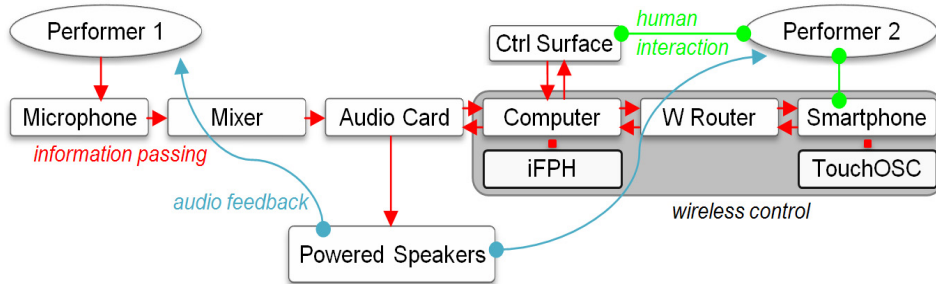 Performer 1
human
interaction
Performer 2
Ctrl Surface
Microphone
Mixer
Audio Card
Computer
W Router
Smartphone
information passing
iFPH
TouchOSC
audio feedback
wireless control
Powered Speakers